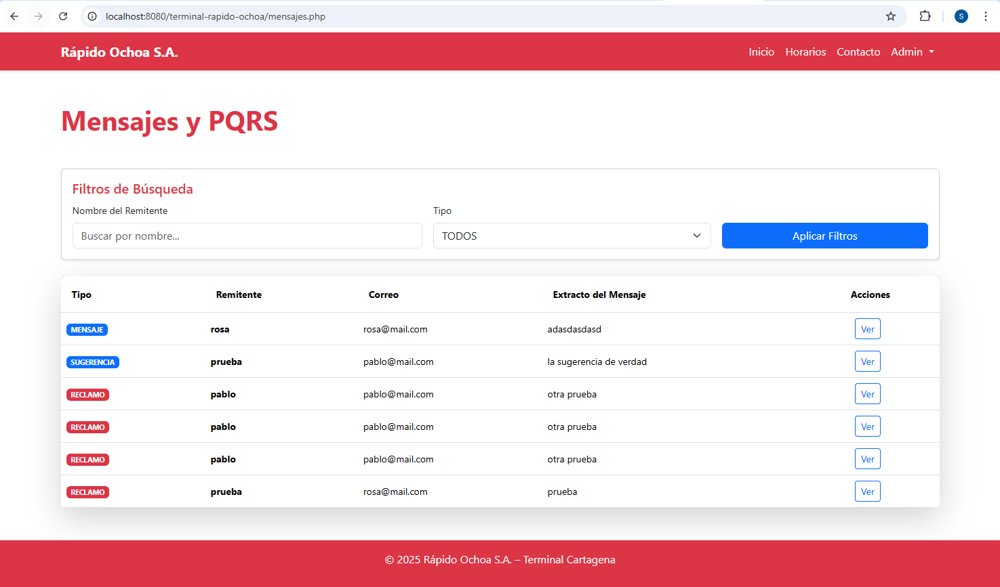 localhost:8080/terminal-rapido-ochoa/mensajes.php
S
Rápido Ochoa S.A.
Inicio Horarios Contacto Admin
Mensajes y PQRS
Filtros de Búsqueda
Nombre del Remitente Tipo
Buscar por nombre... TODOS Aplicar Filtros
Tipo Remitente Correo Extracto del Mensaje Acciones
MENSAJE rosa rosa@mail.com adasdasdasd Ver
SUGERENCIA prueba pablo@mail.com la sugerencia de verdad Ver
RECLAMO pablo pablo@mail.com otra prueba Ver
RECLAMO pablo pablo@mail.com otra prueba Ver
RECLAMO pablo pablo@mail.com otra prueba Ver
RECLAMO prueba rosa@mail.com prueba Ver
© 2025 Rápido Ochoa S.A. – Terminal Cartagena